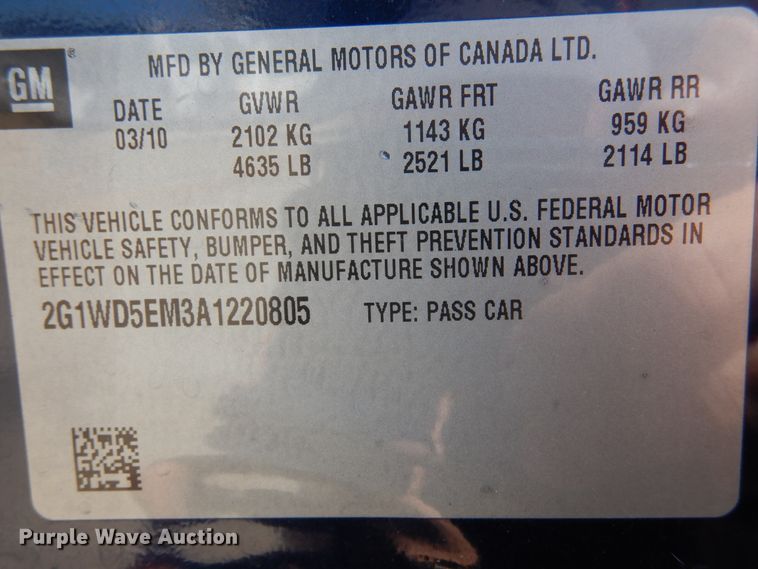 GM ®
MFD BY GENERAL MOTORS OF CANADA LTD.
DATE GVWR GAWR FRT GAWR RR
03/10 2102 KG 1143 KG 959 KG
4635 LB 2521 LB 2114 LB
THIS VEHICLE CONFORMS TO ALL APPLICABLE U.S. FEDERAL MOTOR
VEHICLE SAFETY, BUMPER, AND THEFT PREVENTION STANDARDS IN
EFFECT ON THE DATE OF MANUFACTURE SHOWN ABOVE.
2G1WD5EM3A1220805 TYPE: PASS CAR
Purple Wave Auction